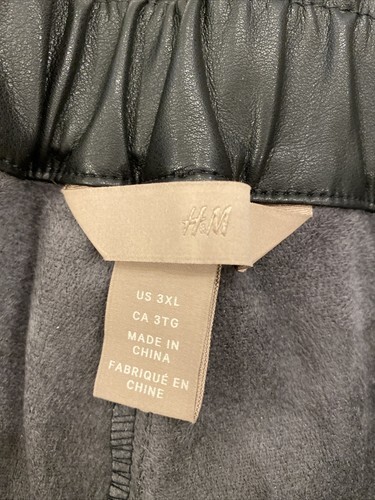 H&M
US 3XL
CA 3TG
MADE IN
CHINA
FABRIQUÉ EN
CHINE